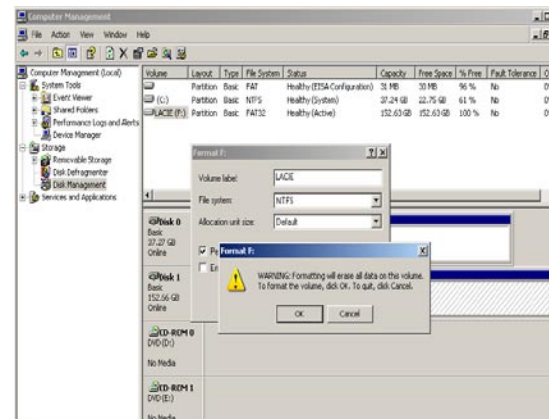 Computer Management
File Action View Window Help
Computer Management (Local)
System Tools
Event Viewer
Shared Folders
Performance Logs and Alerts
Device Manager
Storage
Removable Storage
Disk Defragmenter
Disk Management
Services and Applications
Volume Layout Type File System Status Capacity Free Space % Free Fault Tolerance
Partition Basic FAT Healthy (EISA Configuration) 31 MB 30 MB 96 % No
(C:) Partition Basic NTFS Healthy (System) 37.24 GB 22.75 GB 61 % No
LACIE (F:) Partition Basic FAT32 Healthy (Active) 152.63 GB 152.63 GB 100 % No
Format F:
Volume label: LACIE
File system: NTFS
Allocation unit size: Default
Format F:
WARNING: Formatting will erase all data on this volume.
To format the volume, click OK. To quit, click Cancel.
OK Cancel
Disk 0
Basic
37.27 GB
Online
Disk 1
Basic
152.66 GB
Online
CD-ROM 0
DVD (D:)
No Media
CD-ROM 1
DVD (E:)
No Media